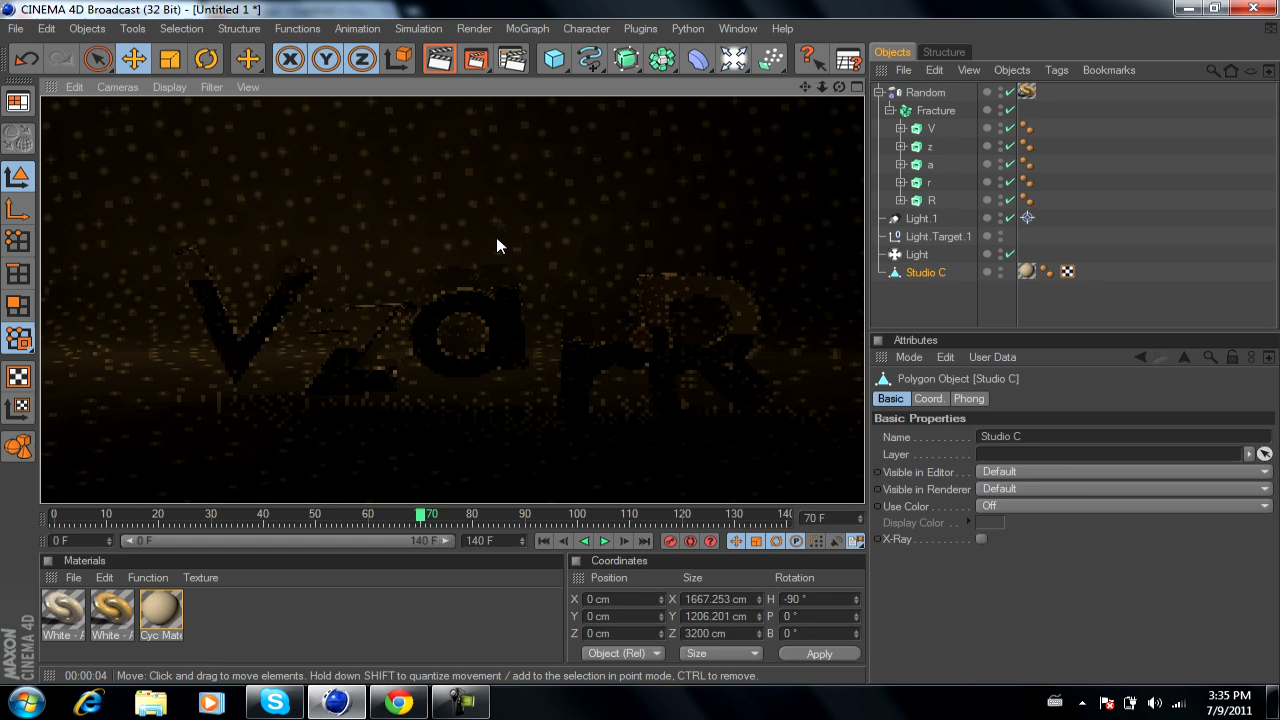 CINEMA 4D Broadcast (32 Bit) - [Untitled 1 *]
File Edit Objects Tools Selection Structure Functions Animation Simulation Render MoGraph Character Plugins Python Window Help
X Y Z
Objects Structure
File Edit View Objects Tags Bookmarks
Edit Cameras Display Filter View
Random
Fracture
V
z
a
r
R
Light.1
Light.Target.1
Light
Studio C
VzarR
Attributes
Mode Edit User Data
Polygon Object [Studio C]
Basic Coord. Phong
Basic Properties
Name Studio C
Layer
Visible in Editor Default
Visible in Renderer Default
Use Color Off
Display Color
X-Ray
0 10 20 30 40 50 60 70 80 90 100 110 120 130 140 70 F
0 F 0 F 140 F 140 F
Materials
File Edit Function Texture
White - A White - A Cyc Mate
Coordinates
Position Size Rotation
X 0 cm X 1667.253 cm H -90 °
Y 0 cm Y 1206.201 cm P 0 °
Z 0 cm Z 3200 cm B 0 °
Object (Rel) Size Apply
MAXON CINEMA 4D
00:00:04 Move: Click and drag to move elements. Hold down SHIFT to quantize movement / add to the selection in point mode, CTRL to remove.
3:35 PM
7/9/2011